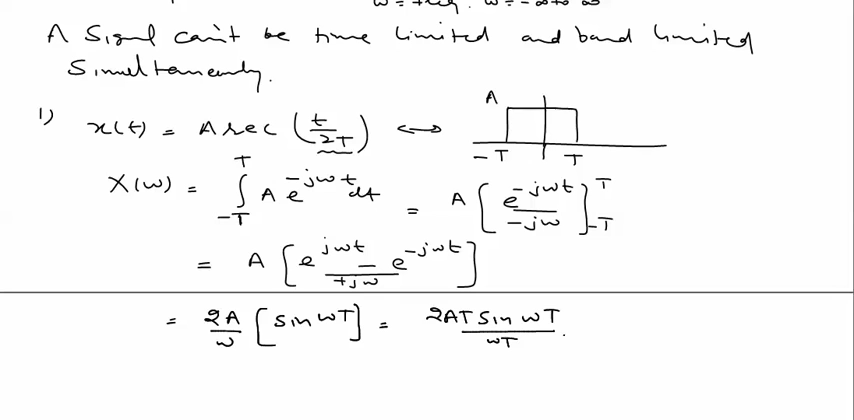 ω = +
A Signal can't be time limited and band limited
Simultaneously.
1) x(t) = A rec (t/2T) ⟷ A -T T
X(ω) = ∫_{-T}^{T} A e^{-jωt} dt = A [e^{-jωt}/-jω]_{-T}^{T}
= A [e^{jωt} - e^{-jωt}/+jω]
= 2A/ω [sin ωT] = 2AT sin ωT/ωT.